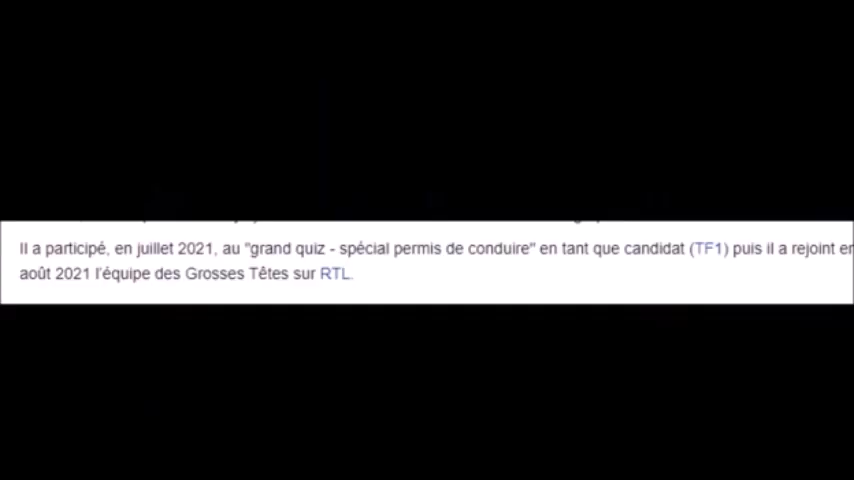 Il a participé, en juillet 2021, au "grand quiz - spécial permis de conduire" en tant que candidat (TF1) puis il a rejoint en
août 2021 l'équipe des Grosses Têtes sur RTL.